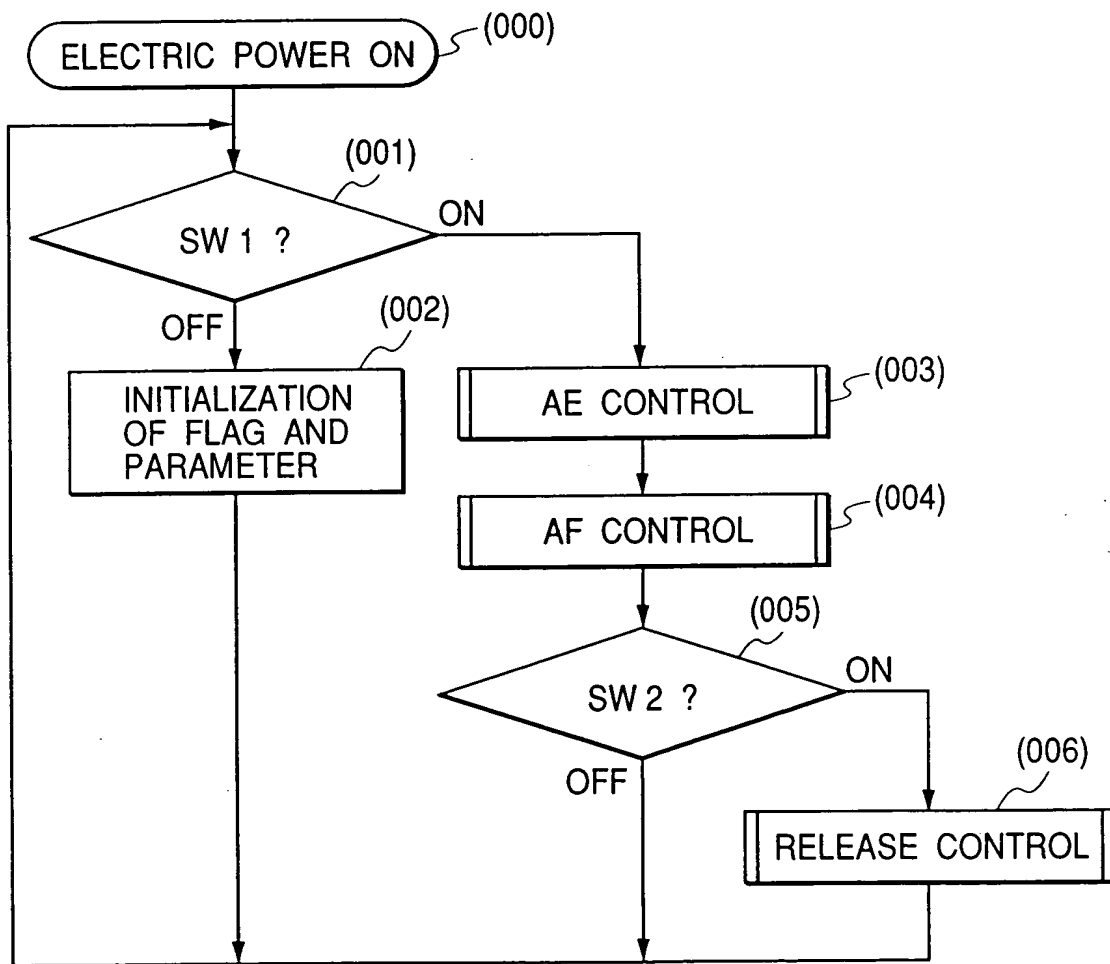 ELECTRIC POWER ON
(000)
(001)
SW 1 ?
ON
OFF
(002)
INITIALIZATION
OF FLAG AND
PARAMETER
AE CONTROL
(003)
AF CONTROL
(004)
(005)
SW 2 ?
ON
OFF
(006)
RELEASE CONTROL